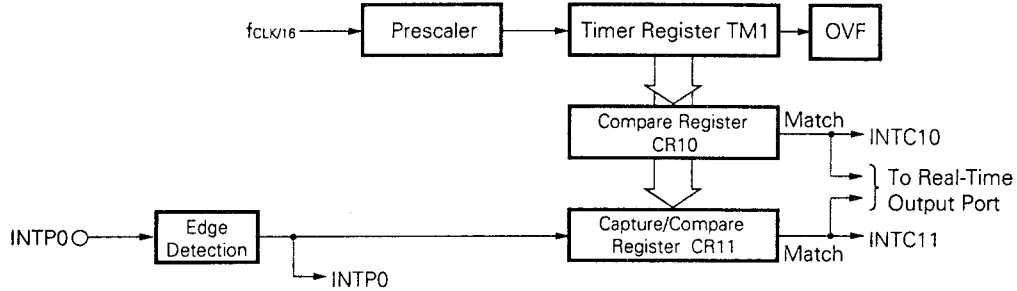 fCLK/16
Prescaler
Timer Register TM1
OVF
Compare Register
CR10
Match
INTC10
To Real-Time
Output Port
INTP0
Edge
Detection
Capture/Compare
Register CR11
INTC11
Match
INTP0